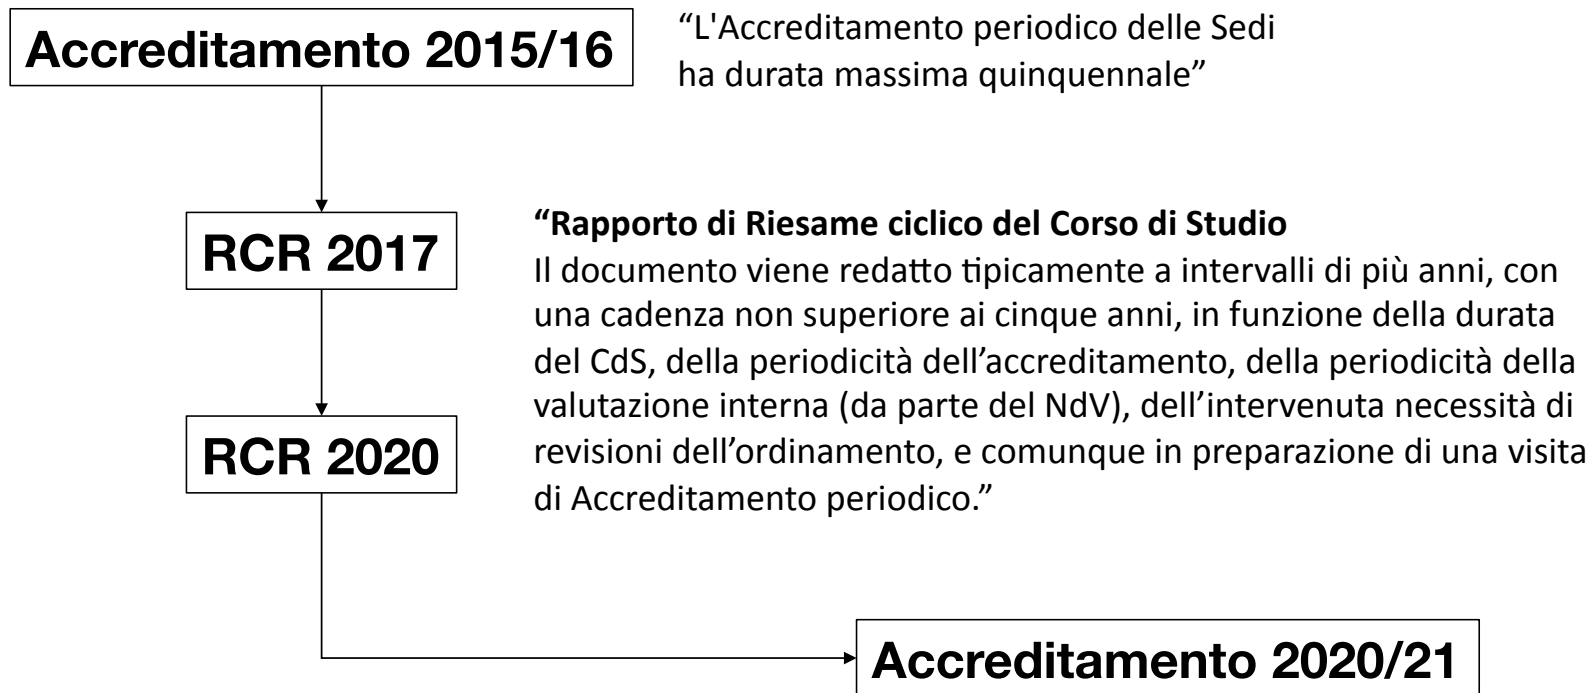 Accreditamento 2015/16
“L'Accreditamento periodico delle Sedi
ha durata massima quinquennale”
RCR 2017
“Rapporto di Riesame ciclico del Corso di Studio
Il documento viene redatto tipicamente a intervalli di più anni, con
una cadenza non superiore ai cinque anni, in funzione della durata
del CdS, della periodicità dell’accreditamento, della periodicità della
valutazione interna (da parte del NdV), dell’intervenuta necessità di
revisioni dell’ordinamento, e comunque in preparazione di una visita
di Accreditamento periodico.”
RCR 2020
Accreditamento 2020/21